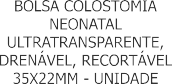 BOLSA COLOSTOMIA
NEONATAL
ULTRATRANSPARENTE,
DRENÁVEL, RECORTÁVEL
35X22MM - UNIDADE